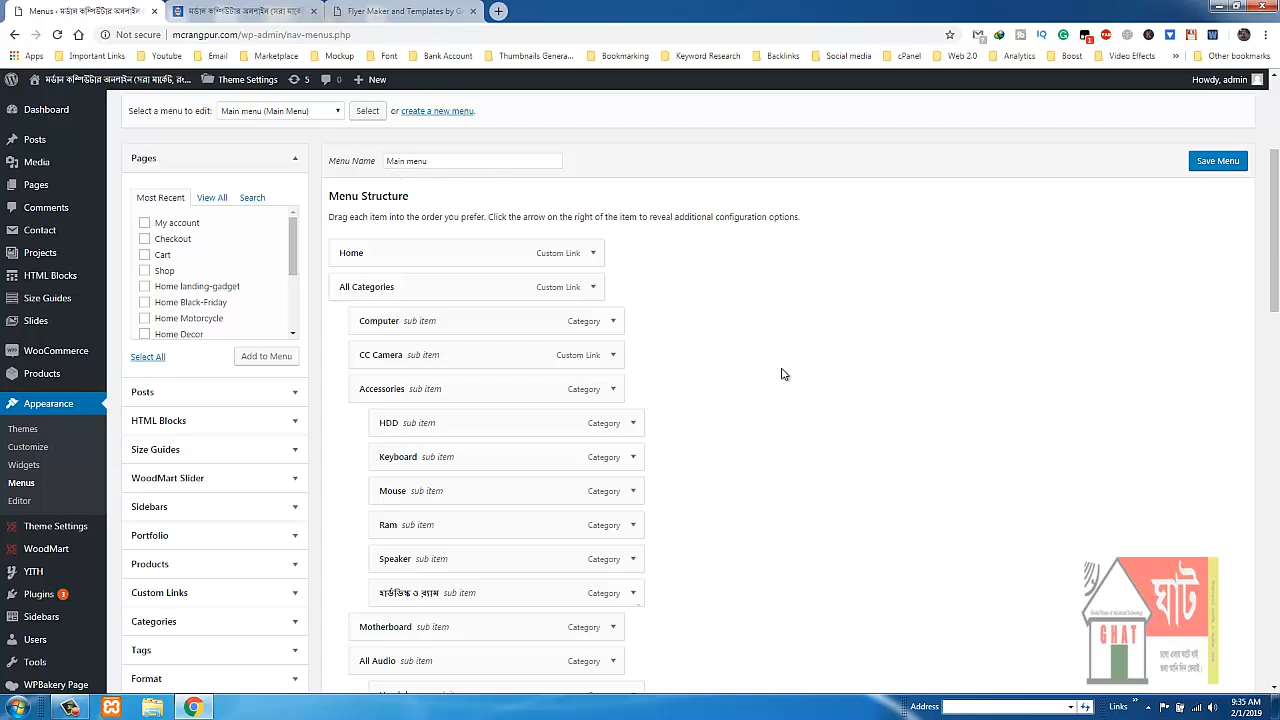 Menus ‹ মর্ডান কম্পিউটার অনলাইন দে
মর্ডান কম্পিউটার অনলাইন সেরা মার্কে
Flyer Maker and Templates by G
Not secure | mcrangpur.com/wp-admin/nav-menus.php
Apps Important Links Youtube Email Marketplace Mockup Font Bank Account Thumbnails Genera... Bookmarking Keyword Research Backlinks Social media cPanel Web 2.0 Analytics Boost Video Effects » Other bookmarks
মর্ডান কম্পিউটার অনলাইন সেরা মার্কেট, রং... Theme Settings 5 0 New Howdy, admin
Dashboard
Posts
Media
Pages
Comments
Contact
Projects
HTML Blocks
Size Guides
Slides
WooCommerce
Products
Appearance
Themes
Customize
Widgets
Menus
Editor
Theme Settings
WoodMart
YITH
Plugins 3
Sidebars
Users
Tools
WPBakery Page
Select a menu to edit: Main menu (Main Menu) Select or create a new menu.
Pages
Most Recent View All Search
My account
Checkout
Cart
Shop
Home landing-gadget
Home Black-Friday
Home Motorcycle
Home Decor
Select All Add to Menu
Posts
HTML Blocks
Size Guides
WoodMart Slider
Sidebars
Portfolio
Products
Custom Links
Categories
Tags
Format
Menu Name Main menu Save Menu
Menu Structure
Drag each item into the order you prefer. Click the arrow on the right of the item to reveal additional configuration options.
Home Custom Link
All Categories Custom Link
Computer sub item Category
CC Camera sub item Category Custom Link
Accessories sub item Category
HDD sub item Category
Keyboard sub item Category
Mouse sub item Category
Ram sub item Category
Speaker sub item Category
হার্ডডিস্ক ও র‍্যাম sub item Category
Motherboard sub item Category
All Audio sub item Category
GHAT
ঘাট
Address Links » 9:35 AM
2/1/2019